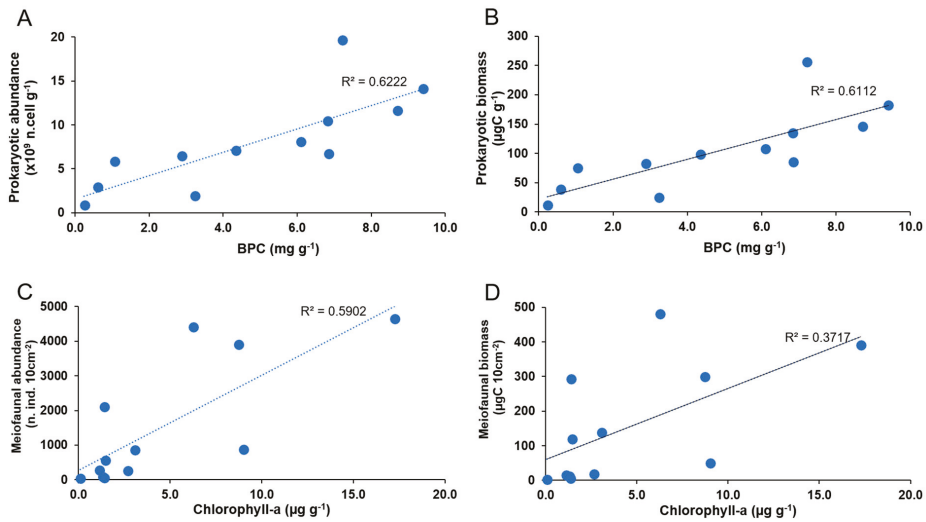 A
Prokaryotic abundance
(x10⁹ n.cell g⁻¹)
20
15
10
5
0
R² = 0.6222
0.0 2.0 4.0 6.0 8.0 10.0
BPC (mg g⁻¹)
B
Prokaryotic biomass
(µgC g⁻¹)
300
250
200
150
100
50
0
R² = 0.6112
0.0 2.0 4.0 6.0 8.0 10.0
BPC (mg g⁻¹)
C
Meiofaunal abundance
(n. ind. 10cm⁻²)
5000
4000
3000
2000
1000
0
R² = 0.5902
0.0 5.0 10.0 15.0 20.0
Chlorophyll-a (µg g⁻¹)
D
Meiofaunal biomass
(µgC 10cm⁻²)
500
400
300
200
100
0
R² = 0.3717
0.0 5.0 10.0 15.0 20.0
Chlorophyll-a (µg g⁻¹)